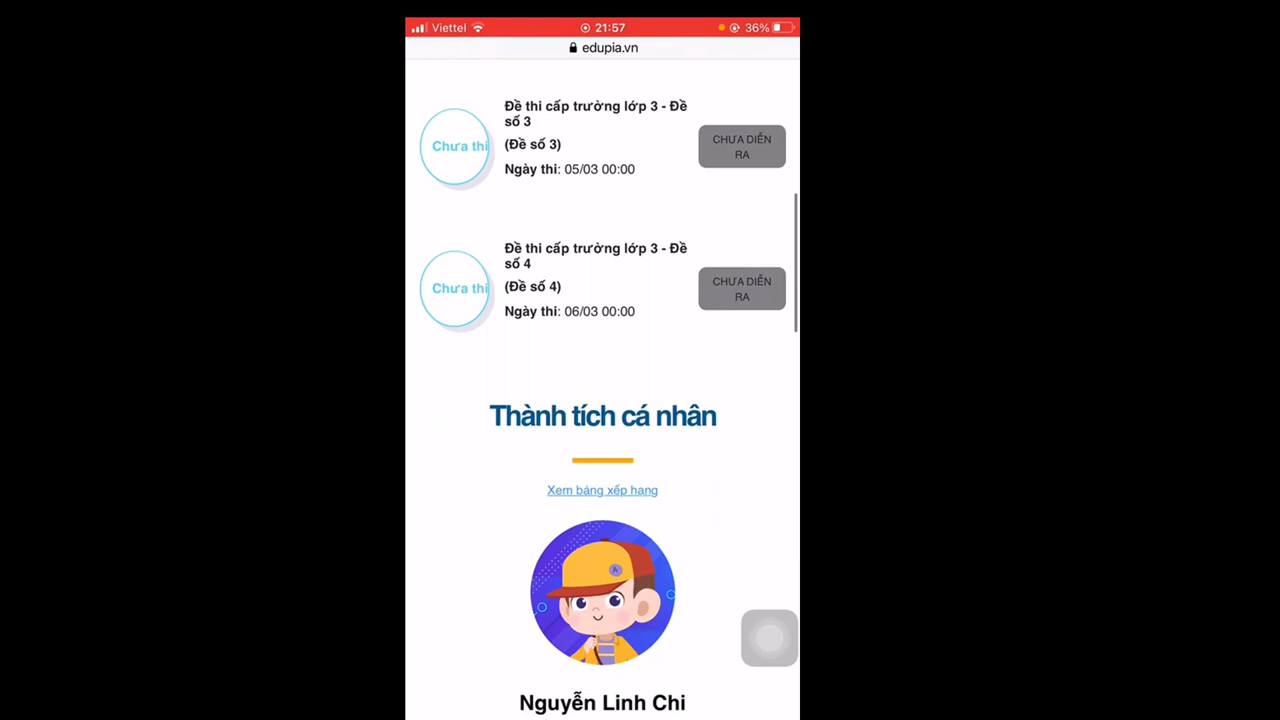 Viettel 21:57 36%
edupia.vn
Đề thi cấp trường lớp 3 - Đề
số 3
(Đề số 3)
Ngày thi: 05/03 00:00
Chưa thi
CHƯA DIỄN
RA
Đề thi cấp trường lớp 3 - Đề
số 4
(Đề số 4)
Ngày thi: 06/03 00:00
Chưa thi
CHƯA DIỄN
RA
Thành tích cá nhân
Xem bảng xếp hạng
A
Nguyễn Linh Chi